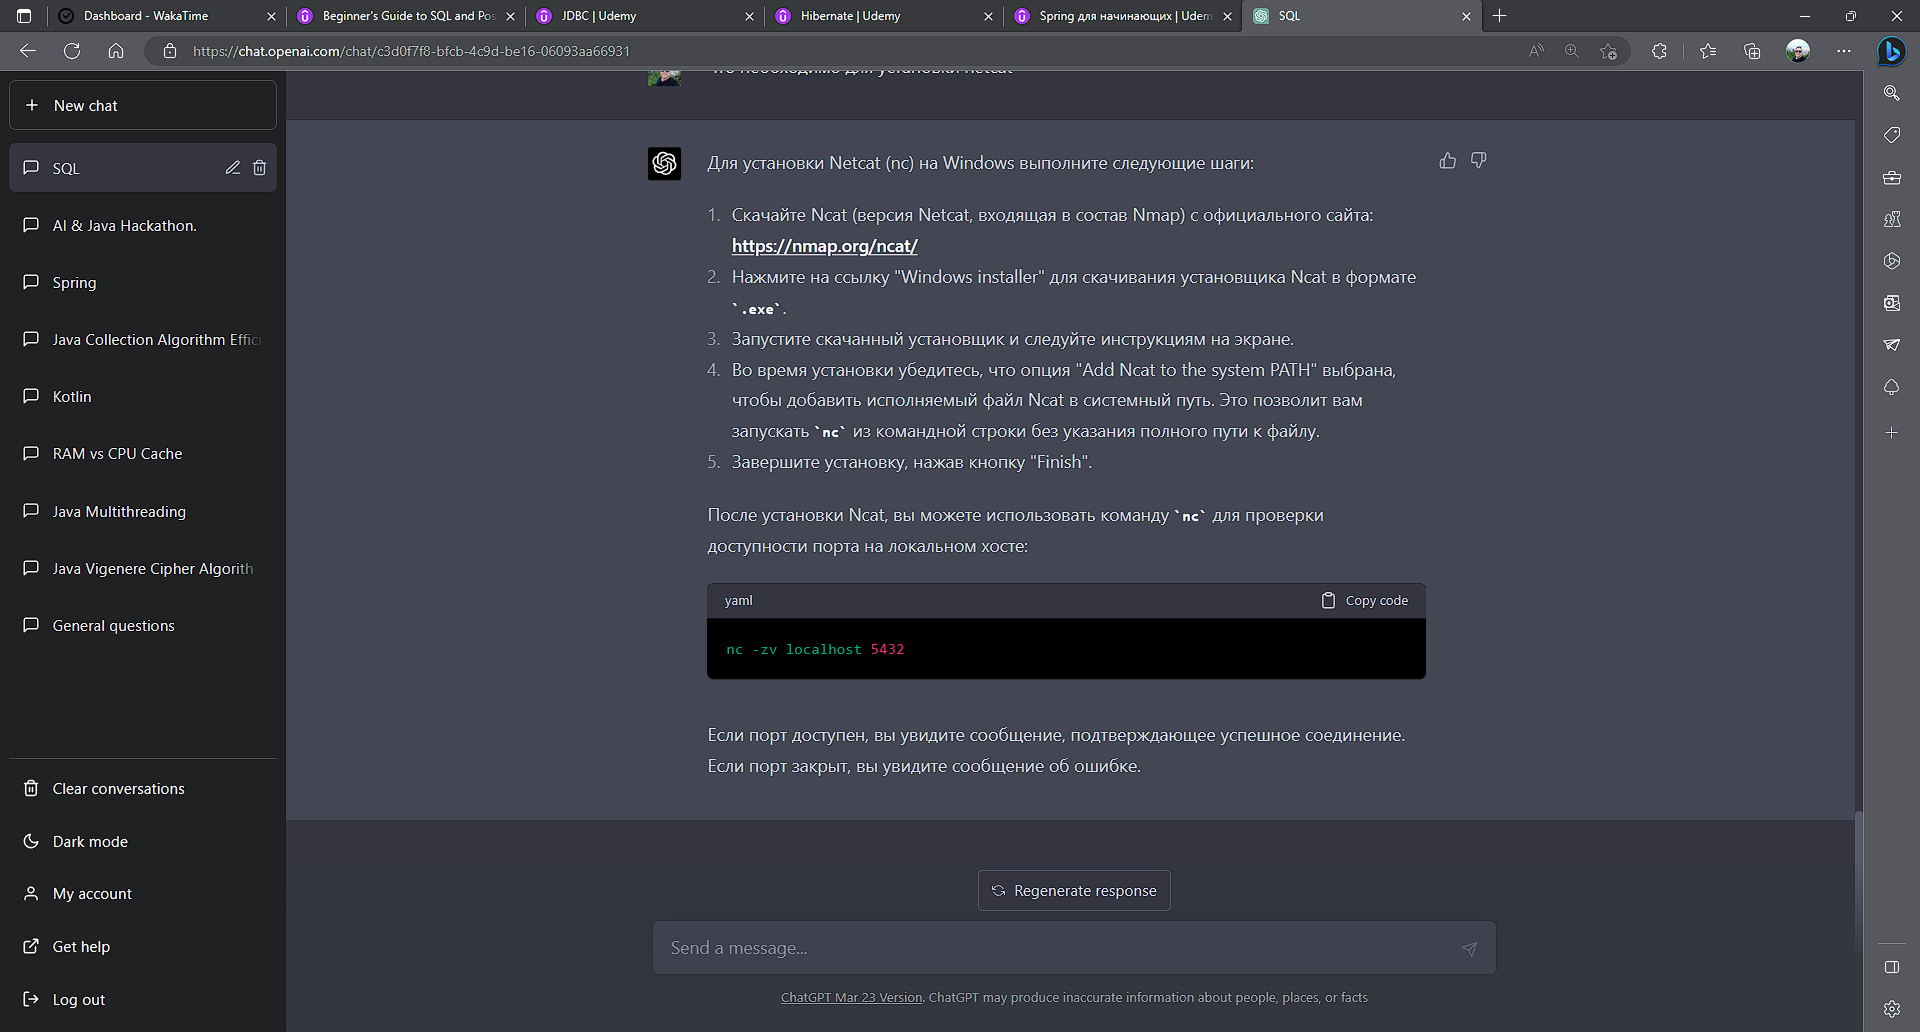 Dashboard - WakaTime
Beginner's Guide to SQL and Pos
JDBC | Udemy
Hibernate | Udemy
Spring для начинающих | Udem
SQL
https://chat.openai.com/chat/c3d0f7f8-bfcb-4c9d-be16-06093aa66931
New chat
SQL
AI & Java Hackathon.
Spring
Java Collection Algorithm Effici
Kotlin
RAM vs CPU Cache
Java Multithreading
Java Vigenere Cipher Algorith
General questions
Clear conversations
Dark mode
My account
Get help
Log out
Что необходимо для установки netcat
Для установки Netcat (nc) на Windows выполните следующие шаги:
1. Скачайте Ncat (версия Netcat, входящая в состав Nmap) с официального сайта:
https://nmap.org/ncat/
2. Нажмите на ссылку "Windows installer" для скачивания установщика Ncat в формате
`.exe`.
3. Запустите скачанный установщик и следуйте инструкциям на экране.
4. Во время установки убедитесь, что опция "Add Ncat to the system PATH" выбрана,
чтобы добавить исполняемый файл Ncat в системный путь. Это позволит вам
запускать `nc` из командной строки без указания полного пути к файлу.
5. Завершите установку, нажав кнопку "Finish".
После установки Ncat, вы можете использовать команду `nc` для проверки
доступности порта на локальном хосте:
yaml
Copy code
nc -zv localhost 5432
Если порт доступен, вы увидите сообщение, подтверждающее успешное соединение.
Если порт закрыт, вы увидите сообщение об ошибке.
Regenerate response
Send a message...
ChatGPT Mar 23 Version. ChatGPT may produce inaccurate information about people, places, or facts